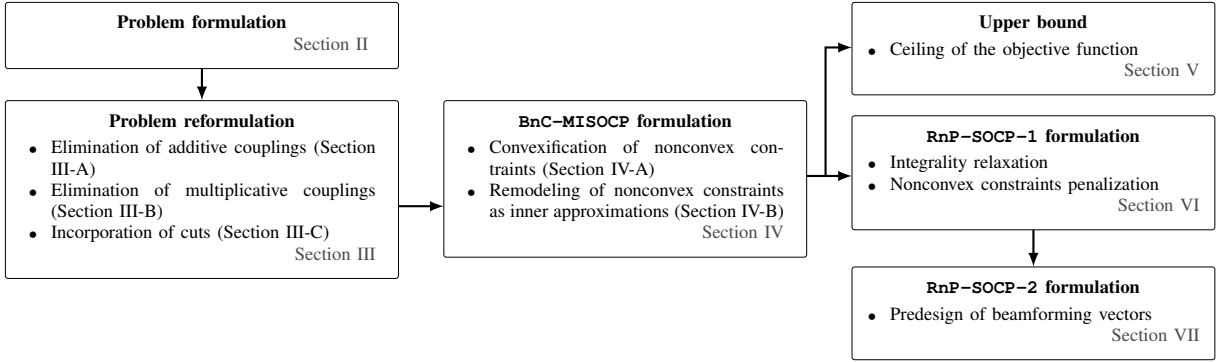 Problem formulation
Section II
Problem reformulation
• Elimination of additive couplings (Section
III-A)
• Elimination of multiplicative couplings
(Section III-B)
• Incorporation of cuts (Section III-C)
Section III
BnC-MISOCP formulation
• Convexification of nonconvex con-
traints (Section IV-A)
• Remodeling of nonconvex constraints
as inner approximations (Section IV-B)
Section IV
Upper bound
• Ceiling of the objective function
Section V
RnP-SOCP-1 formulation
• Integrality relaxation
• Nonconvex constraints penalization
Section VI
RnP-SOCP-2 formulation
• Predesign of beamforming vectors
Section VII